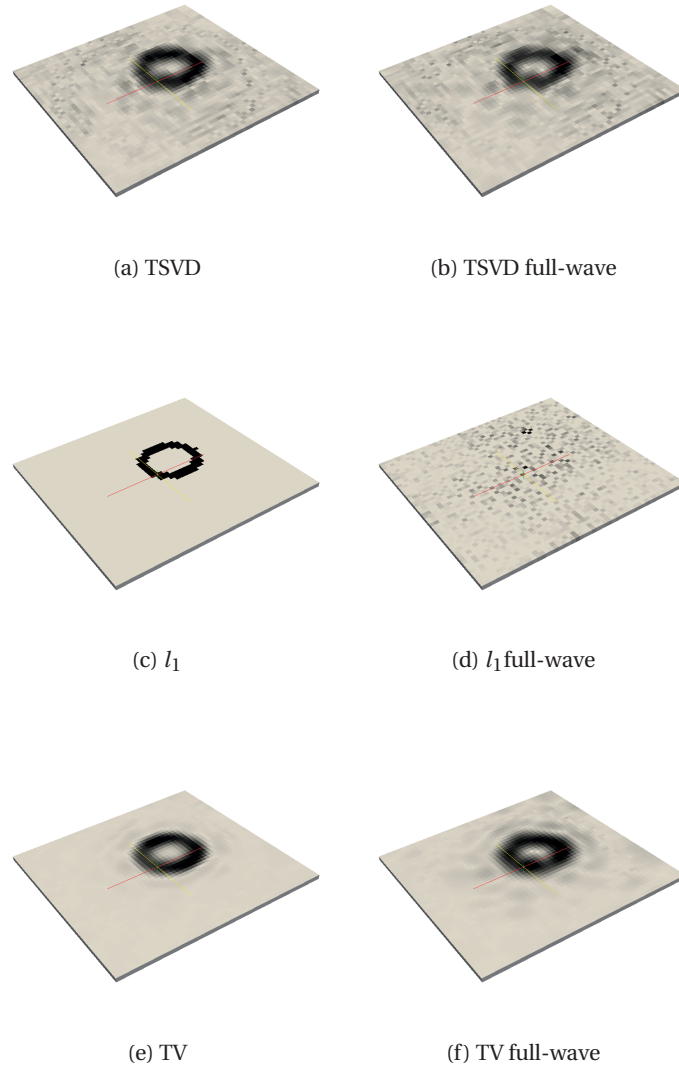 (a) TSVD
(b) TSVD full-wave
(c) l1
(d) l1 full-wave
(e) TV
(f) TV full-wave